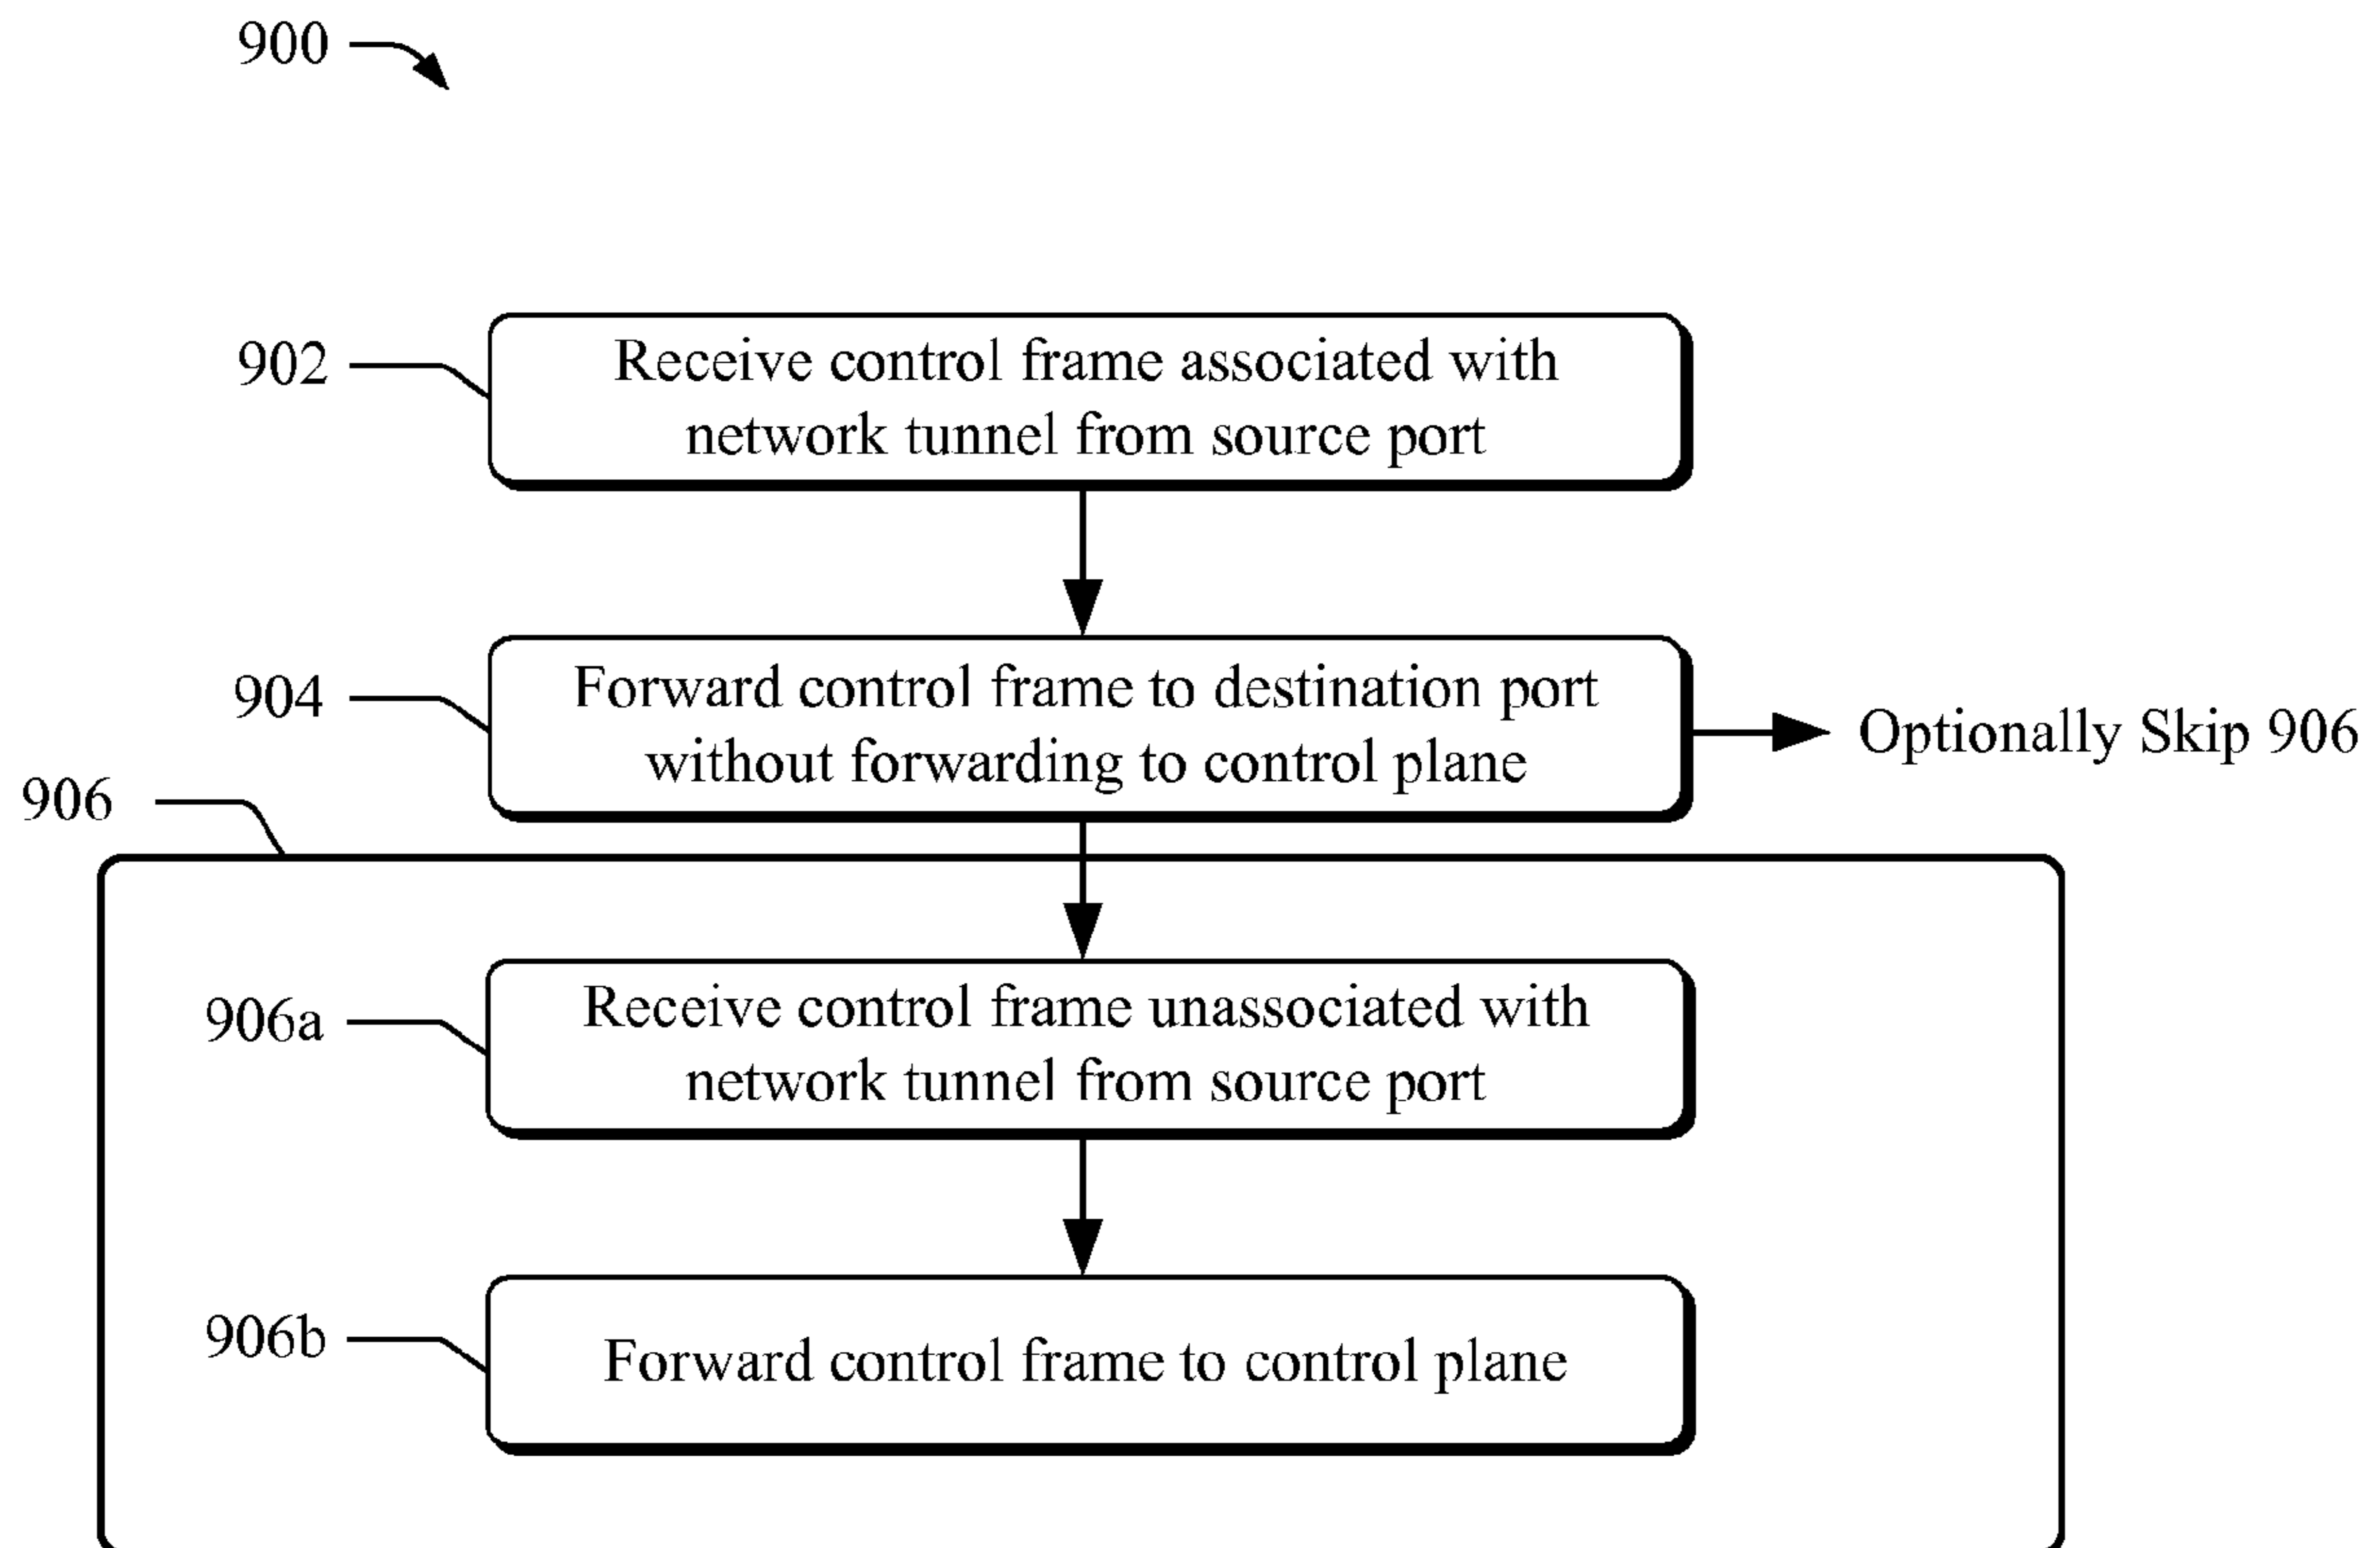 900
902
Receive control frame associated with
network tunnel from source port
904
Forward control frame to destination port
without forwarding to control plane
Optionally Skip 906
906
906a
Receive control frame unassociated with
network tunnel from source port
906b
Forward control frame to control plane